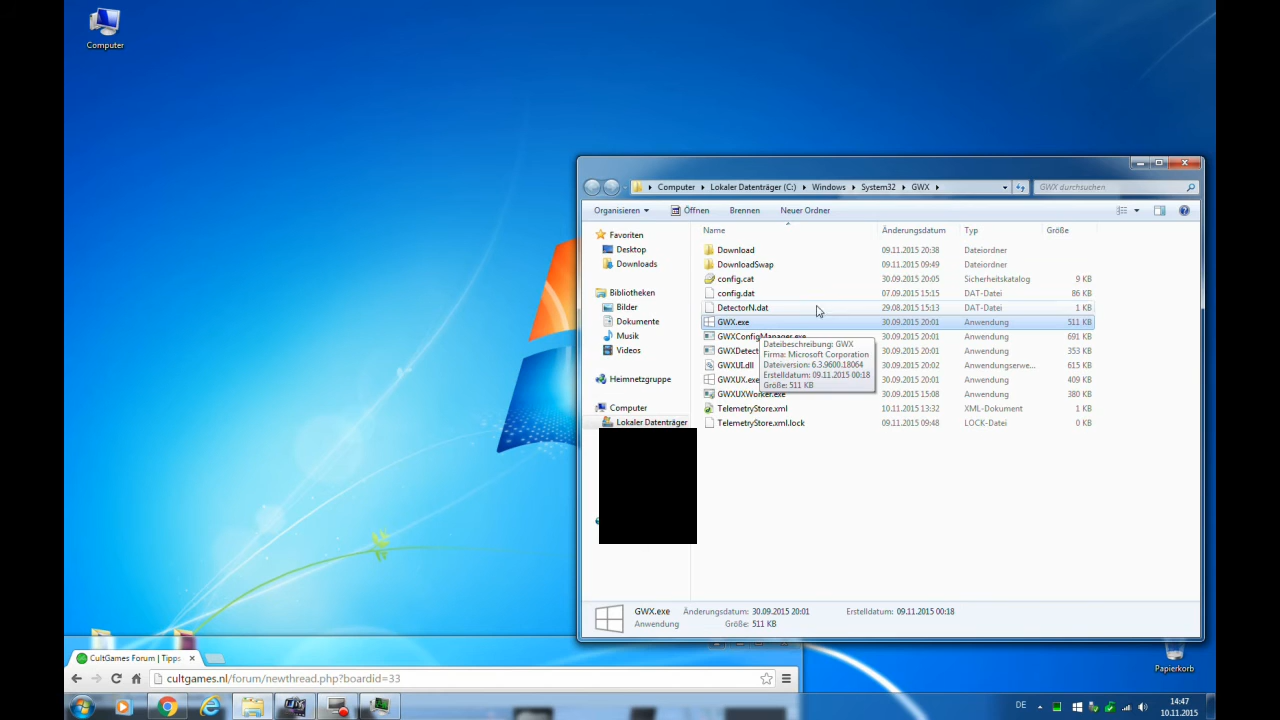 Computer
Computer Lokaler Datenträger (C:) Windows System32 GWX
GWX durchsuchen
Organisieren Öffnen Brennen Neuer Ordner
Name Änderungsdatum Typ Größe
Favoriten
Desktop
Downloads
Bibliotheken
Bilder
Dokumente
Musik
Videos
Heimnetzgruppe
Computer
Lokaler Datenträger
Download 09.11.2015 20:38 Dateiordner
DownloadSwap 09.11.2015 09:49 Dateiordner
config.cat 30.09.2015 20:05 Sicherheitskatalog 9 KB
config.dat 07.09.2015 15:15 DAT-Datei 86 KB
DetectorN.dat 29.08.2015 15:13 DAT-Datei 1 KB
GWX.exe 30.09.2015 20:01 Anwendung 511 KB
GWXConfigManager.exe 30.09.2015 20:01 Anwendung 691 KB
GWXDetect 30.09.2015 20:01 Anwendung 353 KB
GWXUI.dll 30.09.2015 20:02 Anwendungserwe... 615 KB
GWXUX.exe 30.09.2015 20:01 Anwendung 409 KB
GWXUXWorker.exe 30.09.2015 15:08 Anwendung 380 KB
TelemetryStore.xml 10.11.2015 13:32 XML-Dokument 1 KB
TelemetryStore.xml.lock 09.11.2015 09:48 LOCK-Datei 0 KB
Dateibeschreibung: GWX
Firma: Microsoft Corporation
Dateiversion: 6.3.9600.18064
Erstelldatum: 09.11.2015 00:18
Größe: 511 KB
GWX.exe Änderungsdatum: 30.09.2015 20:01 Erstelldatum: 09.11.2015 00:18
Anwendung Größe: 511 KB
CultGames Forum | Tipps
cultgames.nl/forum/newthread.php?boardid=33
Papierkorb
DE
14:47
10.11.2015